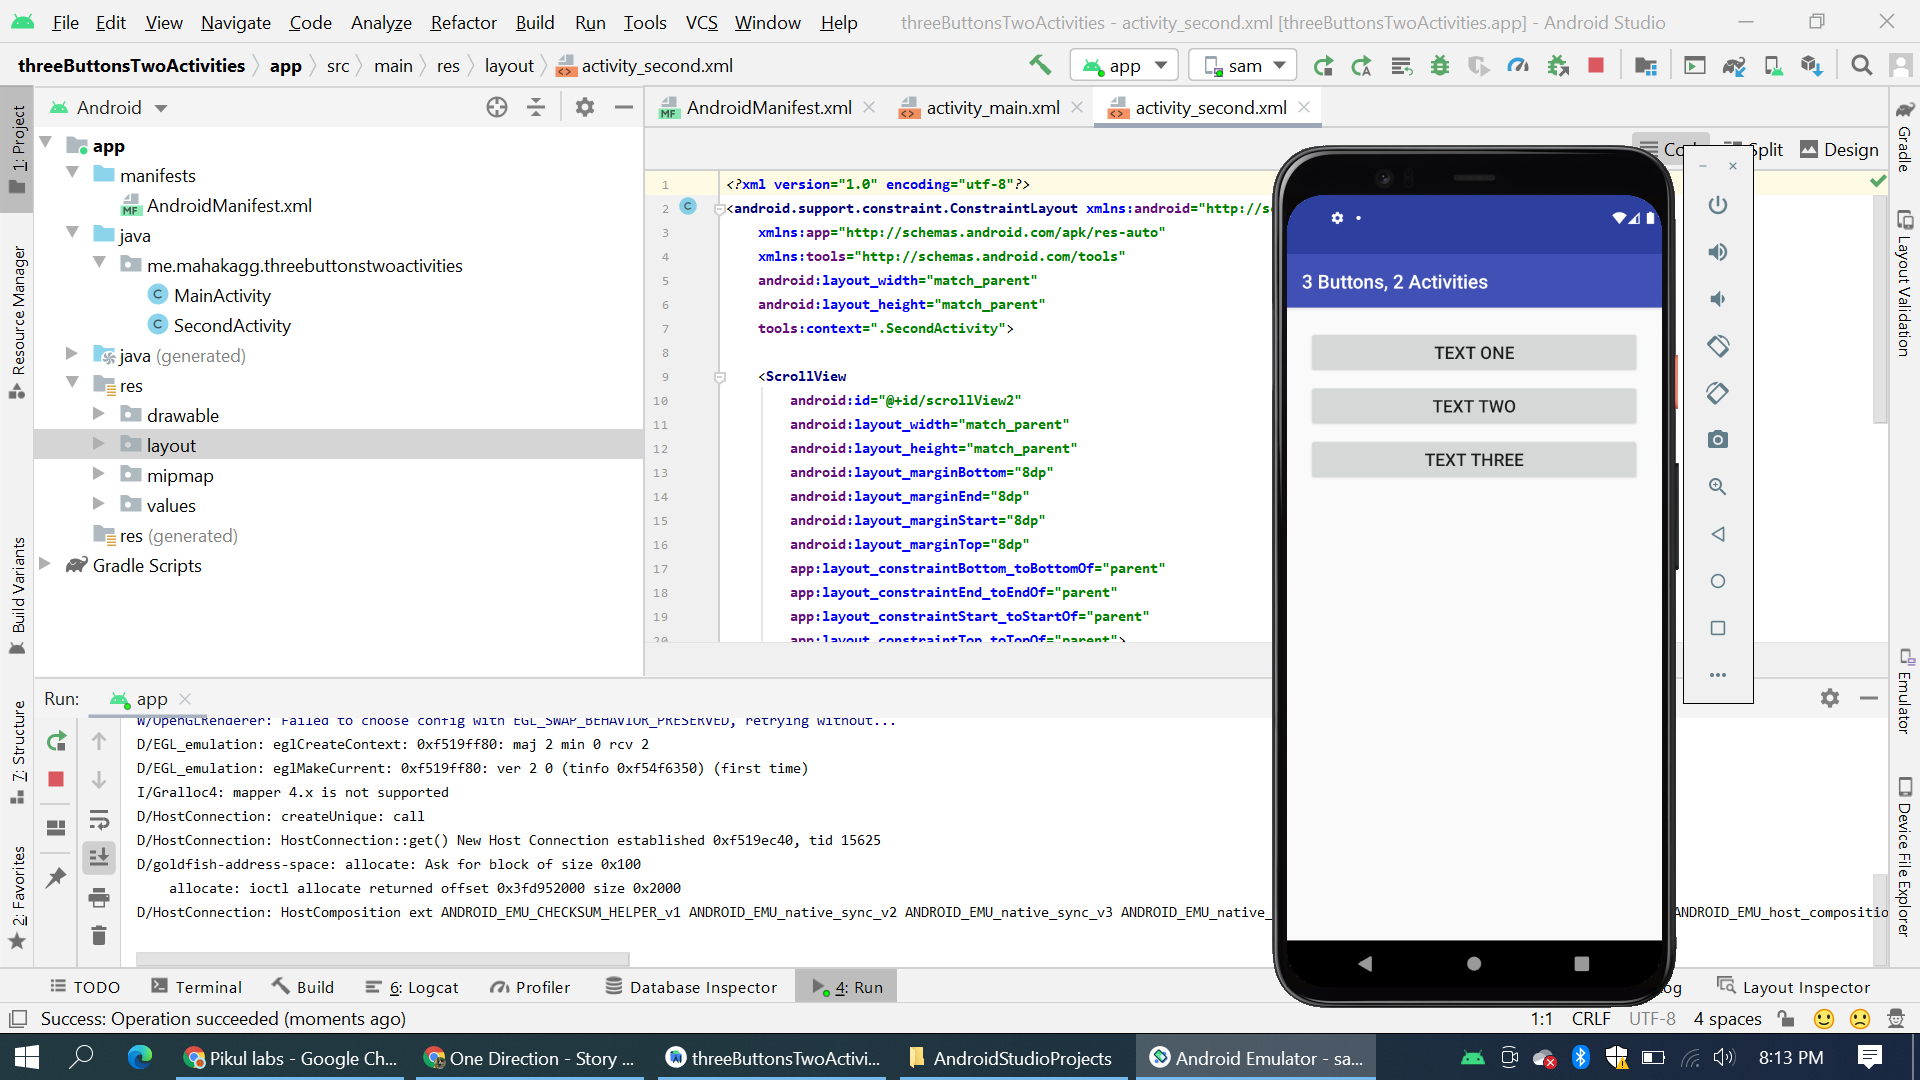 File Edit View Navigate Code Analyze Refactor Build Run Tools VCS Window Help threeButtonsTwoActivities - activity_second.xml [threeButtonsTwoActivities.app] - Android Studio
threeButtonsTwoActivities app src main res layout activity_second.xml app sam
1: Project
Resource Manager
Build Variants
7: Structure
2: Favorites
Android
app
manifests
AndroidManifest.xml
java
me.mahakagg.threebuttonstwoactivities
MainActivity
SecondActivity
java (generated)
res
drawable
layout
mipmap
values
res (generated)
Gradle Scripts
AndroidManifest.xml activity_main.xml activity_second.xml
Split Design
1 <?xml version="1.0" encoding="utf-8"?>
2 <android.support.constraint.ConstraintLayout xmlns:android="http://s
3 xmlns:app="http://schemas.android.com/apk/res-auto"
4 xmlns:tools="http://schemas.android.com/tools"
5 android:layout_width="match_parent"
6 android:layout_height="match_parent"
7 tools:context=".SecondActivity">
8
9 <ScrollView
10 android:id="@+id/scrollView2"
11 android:layout_width="match_parent"
12 android:layout_height="match_parent"
13 android:layout_marginBottom="8dp"
14 android:layout_marginEnd="8dp"
15 android:layout_marginStart="8dp"
16 android:layout_marginTop="8dp"
17 app:layout_constraintBottom_toBottomOf="parent"
18 app:layout_constraintEnd_toEndOf="parent"
19 app:layout_constraintStart_toStartOf="parent"
20 app:layout_constraintTop_toTopOf="parent">
3 Buttons, 2 Activities
TEXT ONE
TEXT TWO
TEXT THREE
Gradle
Layout Validation
Emulator
Device File Explorer
Run: app
W/OpenGLRenderer: Failed to choose config with EGL_SWAP_BEHAVIOR_PRESERVED, retrying without...
D/EGL_emulation: eglCreateContext: 0xf519ff80: maj 2 min 0 rcv 2
D/EGL_emulation: eglMakeCurrent: 0xf519ff80: ver 2 0 (tinfo 0xf54f6350) (first time)
I/Gralloc4: mapper 4.x is not supported
D/HostConnection: createUnique: call
D/HostConnection: HostConnection::get() New Host Connection established 0xf519ec40, tid 15625
D/goldfish-address-space: allocate: Ask for block of size 0x100
allocate: ioctl allocate returned offset 0x3fd952000 size 0x2000
D/HostConnection: HostComposition ext ANDROID_EMU_CHECKSUM_HELPER_v1 ANDROID_EMU_native_sync_v2 ANDROID_EMU_native_sync_v3 ANDROID_EMU_native_ ANDROID_EMU_host_compositio
TODO Terminal Build 6: Logcat Profiler Database Inspector 4: Run og Layout Inspector
Success: Operation succeeded (moments ago) 1:1 CRLF UTF-8 4 spaces
Pikul labs - Google Ch... One Direction - Story ... threeButtonsTwoActivi... AndroidStudioProjects Android Emulator - sa... 8:13 PM